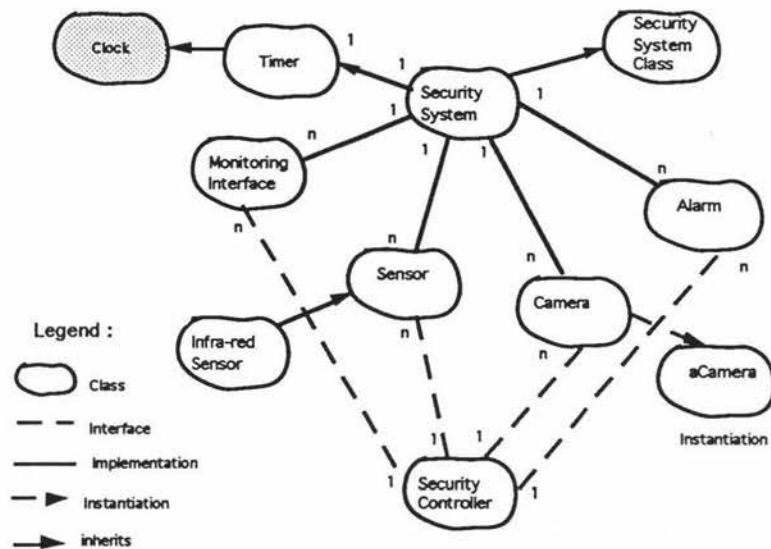 Clock
Timer
1
1
Security
System
Class
Security
System
1
1
1
1
n
Monitoring
Interface
n
n
Alarm
n
n
Sensor
n
n
Camera
n
Legend :
Class
Interface
Implementation
Instantiation
inherits
Infra-red
Sensor
aCamera
Instantiation
1
1
1
Security
Controller
1